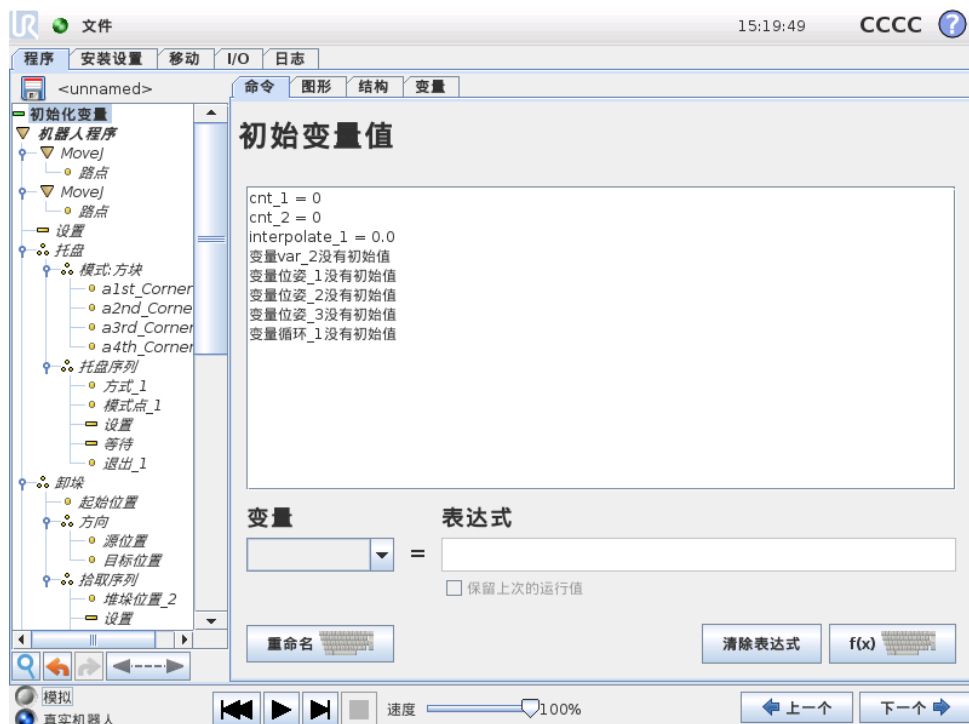 UR 文件 15:19:49 CCCC ?
程序 安装设置 移动 I/O 日志
<unnamed>
命令 图形 结构 变量
初始化变量
机器人程序
MoveJ
路点
MoveJ
路点
设置
托盘
模式:方块
a1st_Corner
a2nd_Corne
a3rd_Corner
a4th_Corner
托盘序列
方式_1
模式点_1
设置
等待
退出_1
卸垛
起始位置
方向
源位置
目标位置
拾取序列
堆垛位置_2
设置
初始变量值
cnt_1 = 0
cnt_2 = 0
interpolate_1 = 0.0
变量var_2没有初始值
变量位姿_1没有初始值
变量位姿_2没有初始值
变量位姿_3没有初始值
变量循环_1没有初始值
变量 表达式
=
保留上次的运行值
重命名 清除表达式 f(x)
模拟
真实机器人
速度 100% 上一个 下一个